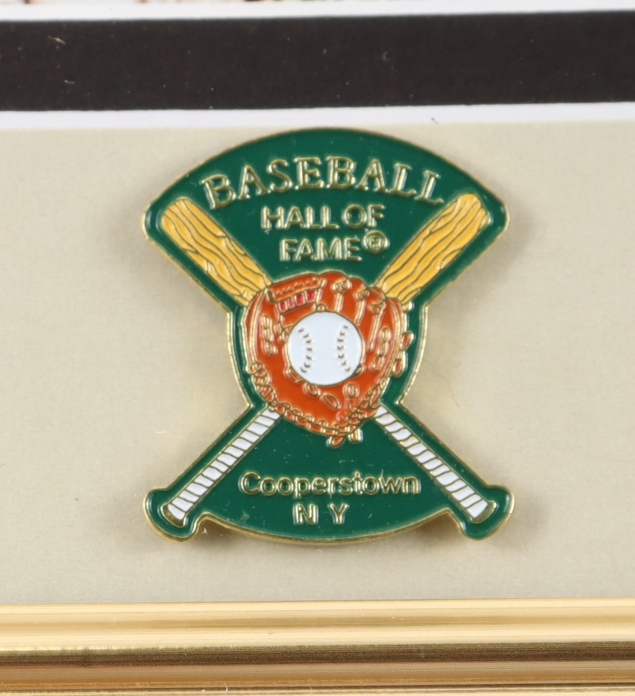 BASEBALL
HALL OF
FAME®
Cooperstown
N Y